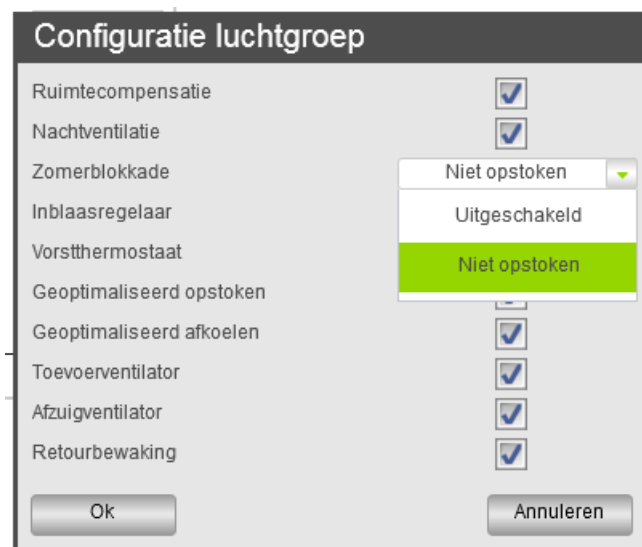 Configuratie luchtgroep
Ruimtecompensatie
Nachtventilatie
Zomerblokkade Niet opstoken
Uitgeschakeld
Niet opstoken
Inblaasregelaar
Vorstthermostaat
Geoptimaliseerd opstoken
Geoptimaliseerd afkoelen
Toevoerventilator
Afzuigventilator
Retourbewaking
Ok Annuleren